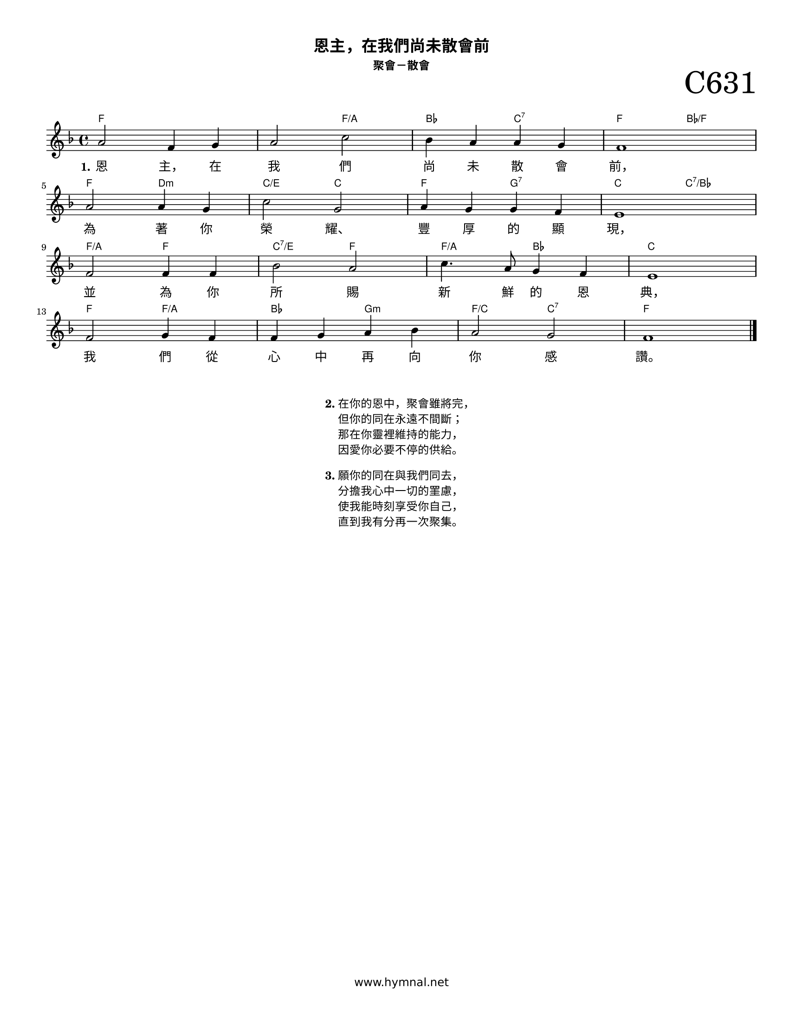 恩主，在我們尚未散會前
聚會－散會
C631
F F/A B♭ C7 F B♭/F
1. 恩 主， 在 我 們 尚 未 散 會 前，
5 F Dm C/E C F G7 C C7/B♭
為 著 你 榮 耀、 豐 厚 的 顯 現，
9 F/A F C7/E F F/A B♭ C
並 為 你 所 賜 新 鮮 的 恩 典，
13 F F/A B♭ Gm F/C C7 F
我 們 從 心 中 再 向 你 感 讚。
2. 在你的恩中，聚會雖將完，
但你的同在永遠不間斷；
那在你靈裡維持的能力，
因愛你必要不停的供給。
3. 願你的同在與我們同去，
分擔我心中一切的罣慮，
使我能時刻享受你自己，
直到我有分再一次聚集。
www.hymnal.net